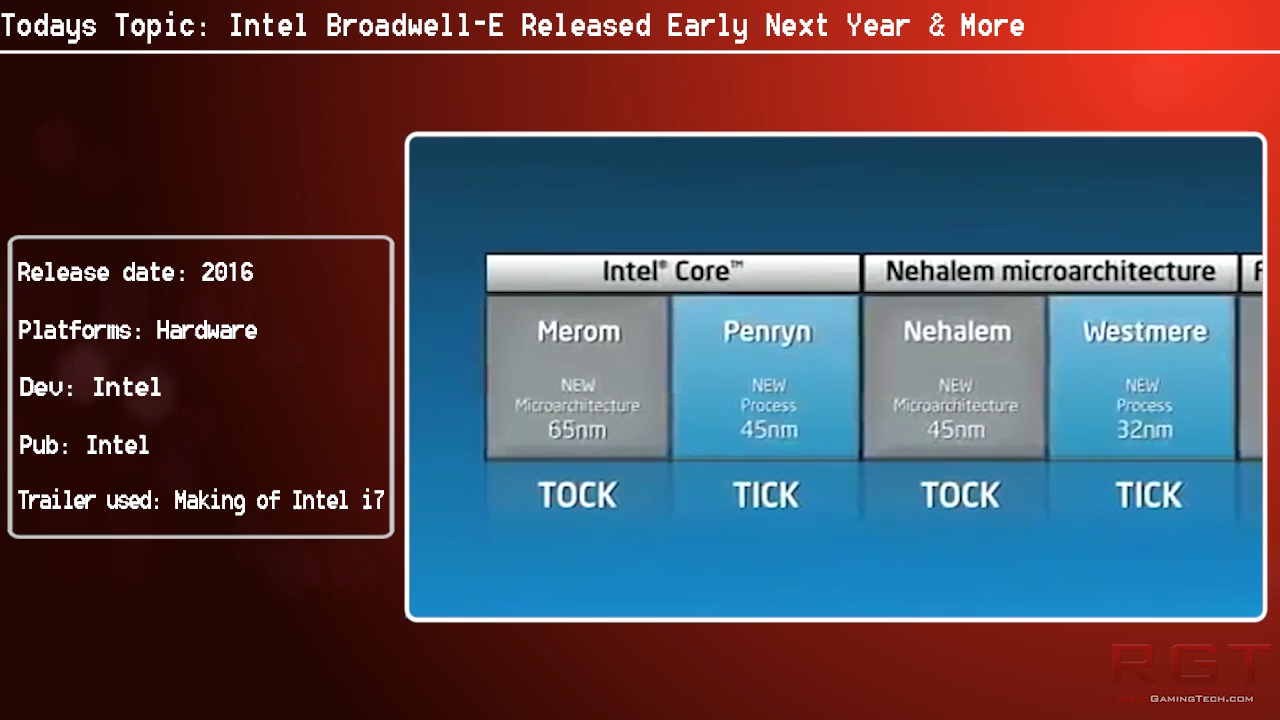 Todays Topic: Intel Broadwell-E Released Early Next Year & More
Release date: 2016
Platforms: Hardware
Dev: Intel
Pub: Intel
Trailer used: Making of Intel i7
Intel® Core™ Nehalem microarchitecture F
Merom Penryn Nehalem Westmere
NEW NEW NEW NEW
Microarchitecture Process Microarchitecture Process
65nm 45nm 45nm 32nm
TOCK TICK TOCK TICK
RGT
RedGamingTech.com